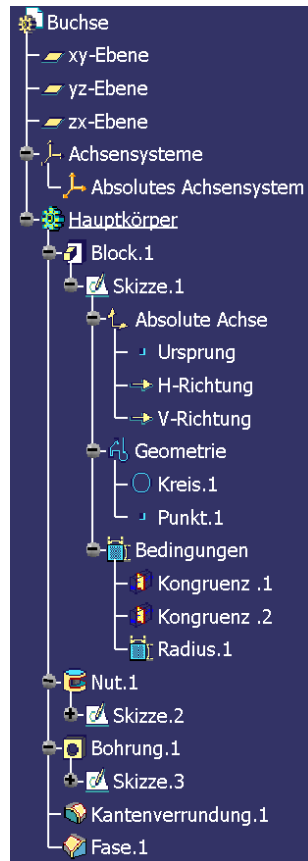 Buchse
xy-Ebene
yz-Ebene
zx-Ebene
Achsensysteme
Absolutes Achsensystem
Hauptkörper
Block.1
Skizze.1
Absolute Achse
Ursprung
H-Richtung
V-Richtung
Geometrie
Kreis.1
Punkt.1
Bedingungen
Kongruenz .1
Kongruenz .2
Radius.1
Nut.1
Skizze.2
Bohrung.1
Skizze.3
Kantenverrundung.1
Fase.1